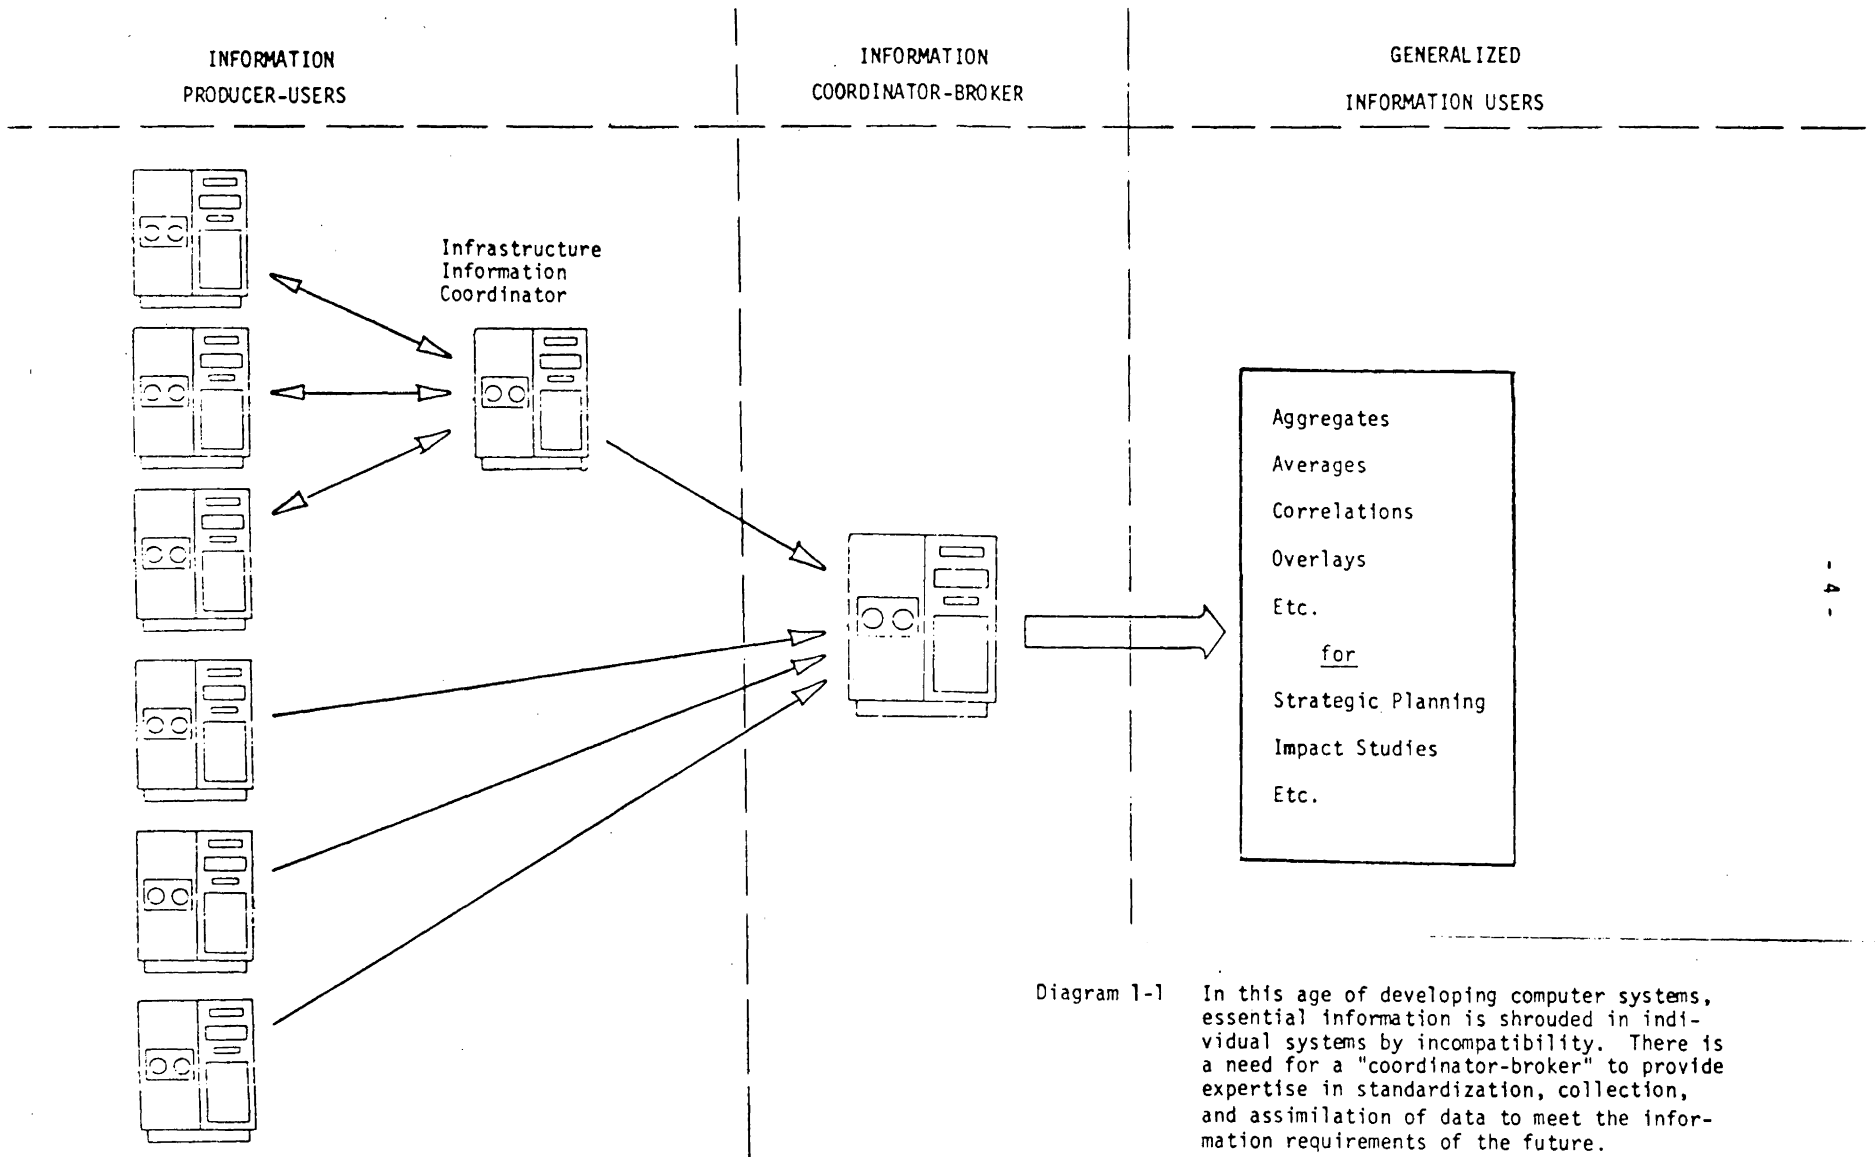 INFORMATION
PRODUCER-USERS
INFORMATION
COORDINATOR-BROKER
GENERALIZED
INFORMATION USERS
Infrastructure
Information
Coordinator
Aggregates
Averages
Correlations
Overlays
Etc.
for
Strategic Planning
Impact Studies
Etc.
- 4 -
Diagram 1-1 In this age of developing computer systems,
essential information is shrouded in indi-
vidual systems by incompatibility. There is
a need for a "coordinator-broker" to provide
expertise in standardization, collection,
and assimilation of data to meet the infor-
mation requirements of the future.